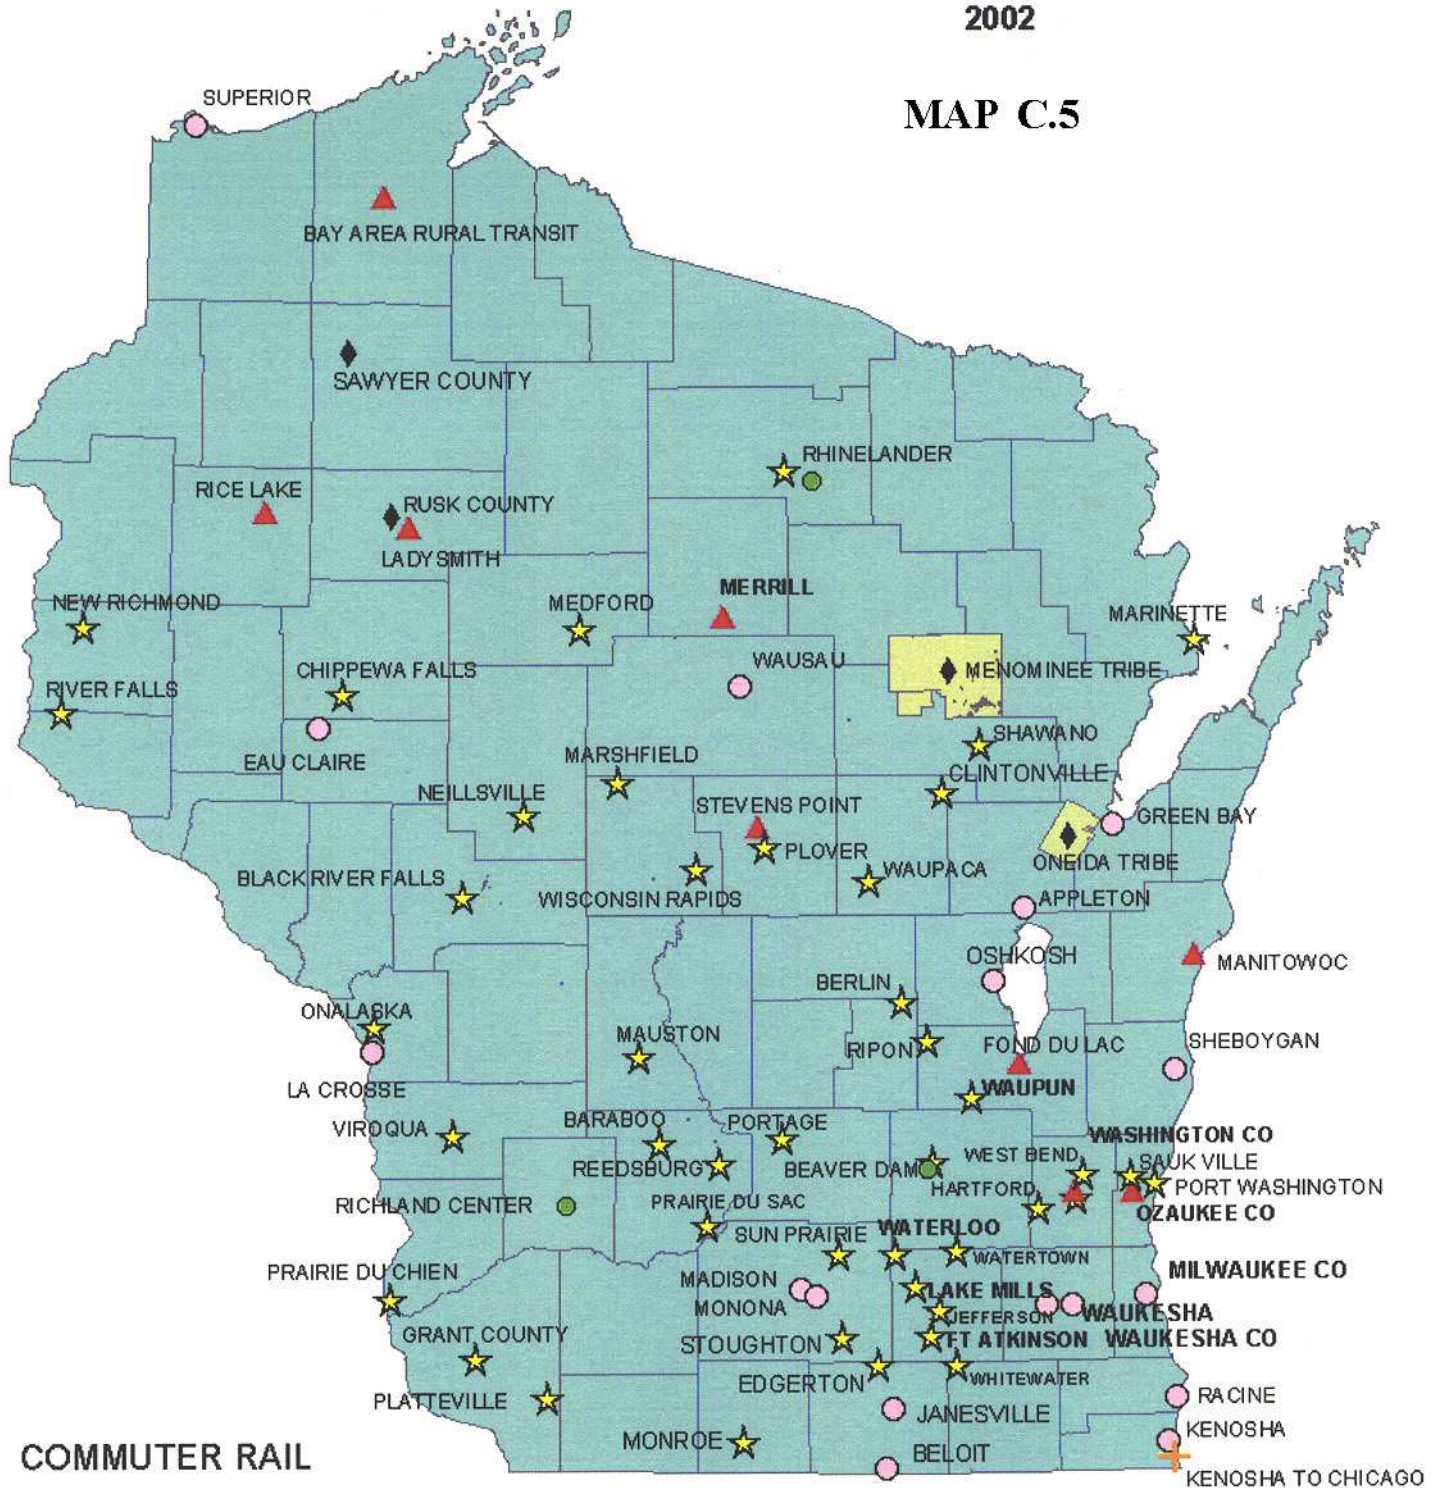 2002
MAP C.5
SUPERIOR
BAY AREA RURAL TRANSIT
SAWYER COUNTY
RHINELANDER
RICE LAKE
RUSK COUNTY
LADYSMITH
MERRILL
NEW RICHMOND
MEDFORD
MARINETTE
WAUSAU
MENOMINEE TRIBE
CHIPPEWA FALLS
RIVER FALLS
SHAWANO
EAU CLAIRE
MARSHFIELD
CLINTONVILLE
NEILLSVILLE
STEVENS POINT
GREEN BAY
PLOVER
ONEIDA TRIBE
WAUPACA
BLACK RIVER FALLS
WISCONSIN RAPIDS
APPLETON
OSHKOSH
MANITOWOC
BERLIN
ONALASKA
MAUSTON
RIPON
FOND DU LAC
SHEBOYGAN
LA CROSSE
WAUPUN
BARABOO
PORTAGE
VIROQUA
WASHINGTON CO
WEST BEND
SAUK VILLE
REEDSBURG
BEAVER DAM
HARTFORD
PORT WASHINGTON
RICHLAND CENTER
PRAIRIE DU SAC
OZAUKEE CO
SUN PRAIRIE
WATERLOO
WATERTOWN
PRAIRIE DU CHIEN
MADISON
MILWAUKEE CO
LAKE MILLS
MONONA
JEFFERSON
WAUKESHA
GRANT COUNTY
STOUGHTON
FT ATKINSON
WAUKESHA CO
EDGERTON
WHITEWATER
PLATTEVILLE
RACINE
JANESVILLE
KENOSHA
MONROE
BELOIT
COMMUTER RAIL
KENOSHA TO CHICAGO